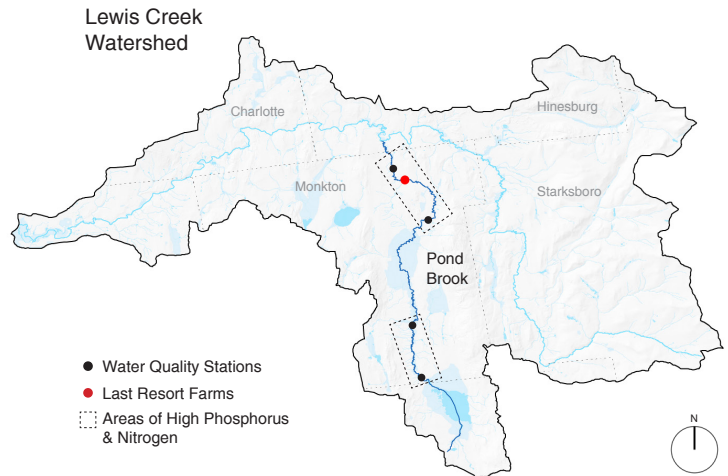 Lewis Creek
Watershed
Charlotte
Hinesburg
Monkton
Starksboro
Pond
Brook
Water Quality Stations
Last Resort Farms
Areas of High Phosphorus
& Nitrogen
N